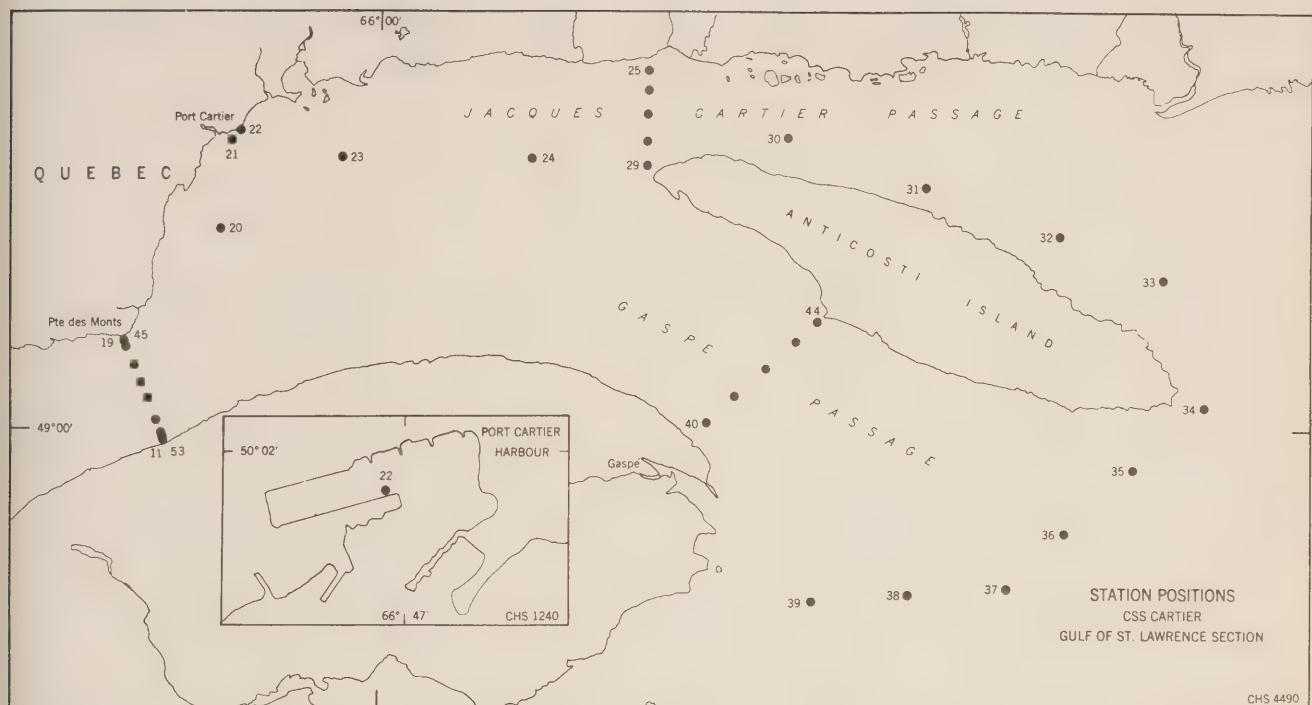 66°00'
25
Port Cartier
22
JACQUES CARTIER PASSAGE
21
30
23
24
QUEBEC
29
31
ANTICOSTI ISLAND
20
32
33
GASPE PASSAGE
44
Pte des Monts
45
19
34
40
49°00'
PORT CARTIER
HARBOUR
50° 02'
11 53
Gaspé
22
35
36
37
38
39
STATION POSITIONS
CSS CARTIER
GULF OF ST. LAWRENCE SECTION
66° 47'
CHS 1240
CHS 4490